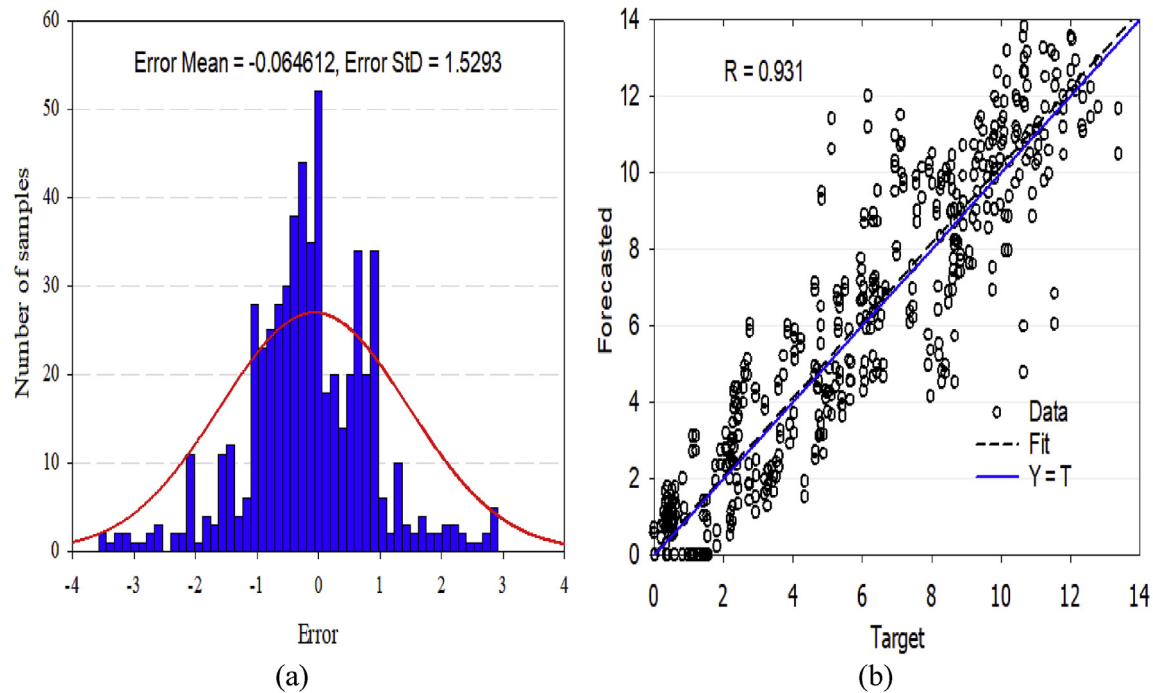 60
50
40
30
20
10
0
Number of samples
Error Mean = -0.064612, Error StD = 1.5293
-4 -3 -2 -1 0 1 2 3 4
Error
(a)
14
12
10
8
6
4
2
0
Forecasted
R = 0.931
Data
Fit
Y = T
0 2 4 6 8 10 12 14
Target
(b)